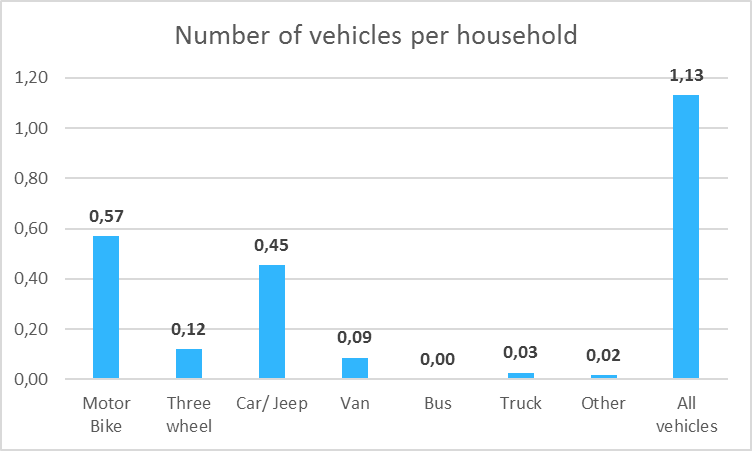 Number of vehicles per household
1,20
1,00
0,80
0,60
0,40
0,20
0,00
0,57
0,12
0,45
0,09
0,00
0,03
0,02
1,13
Motor
Bike
Three
wheel
Car/ Jeep
Van
Bus
Truck
Other
All
vehicles